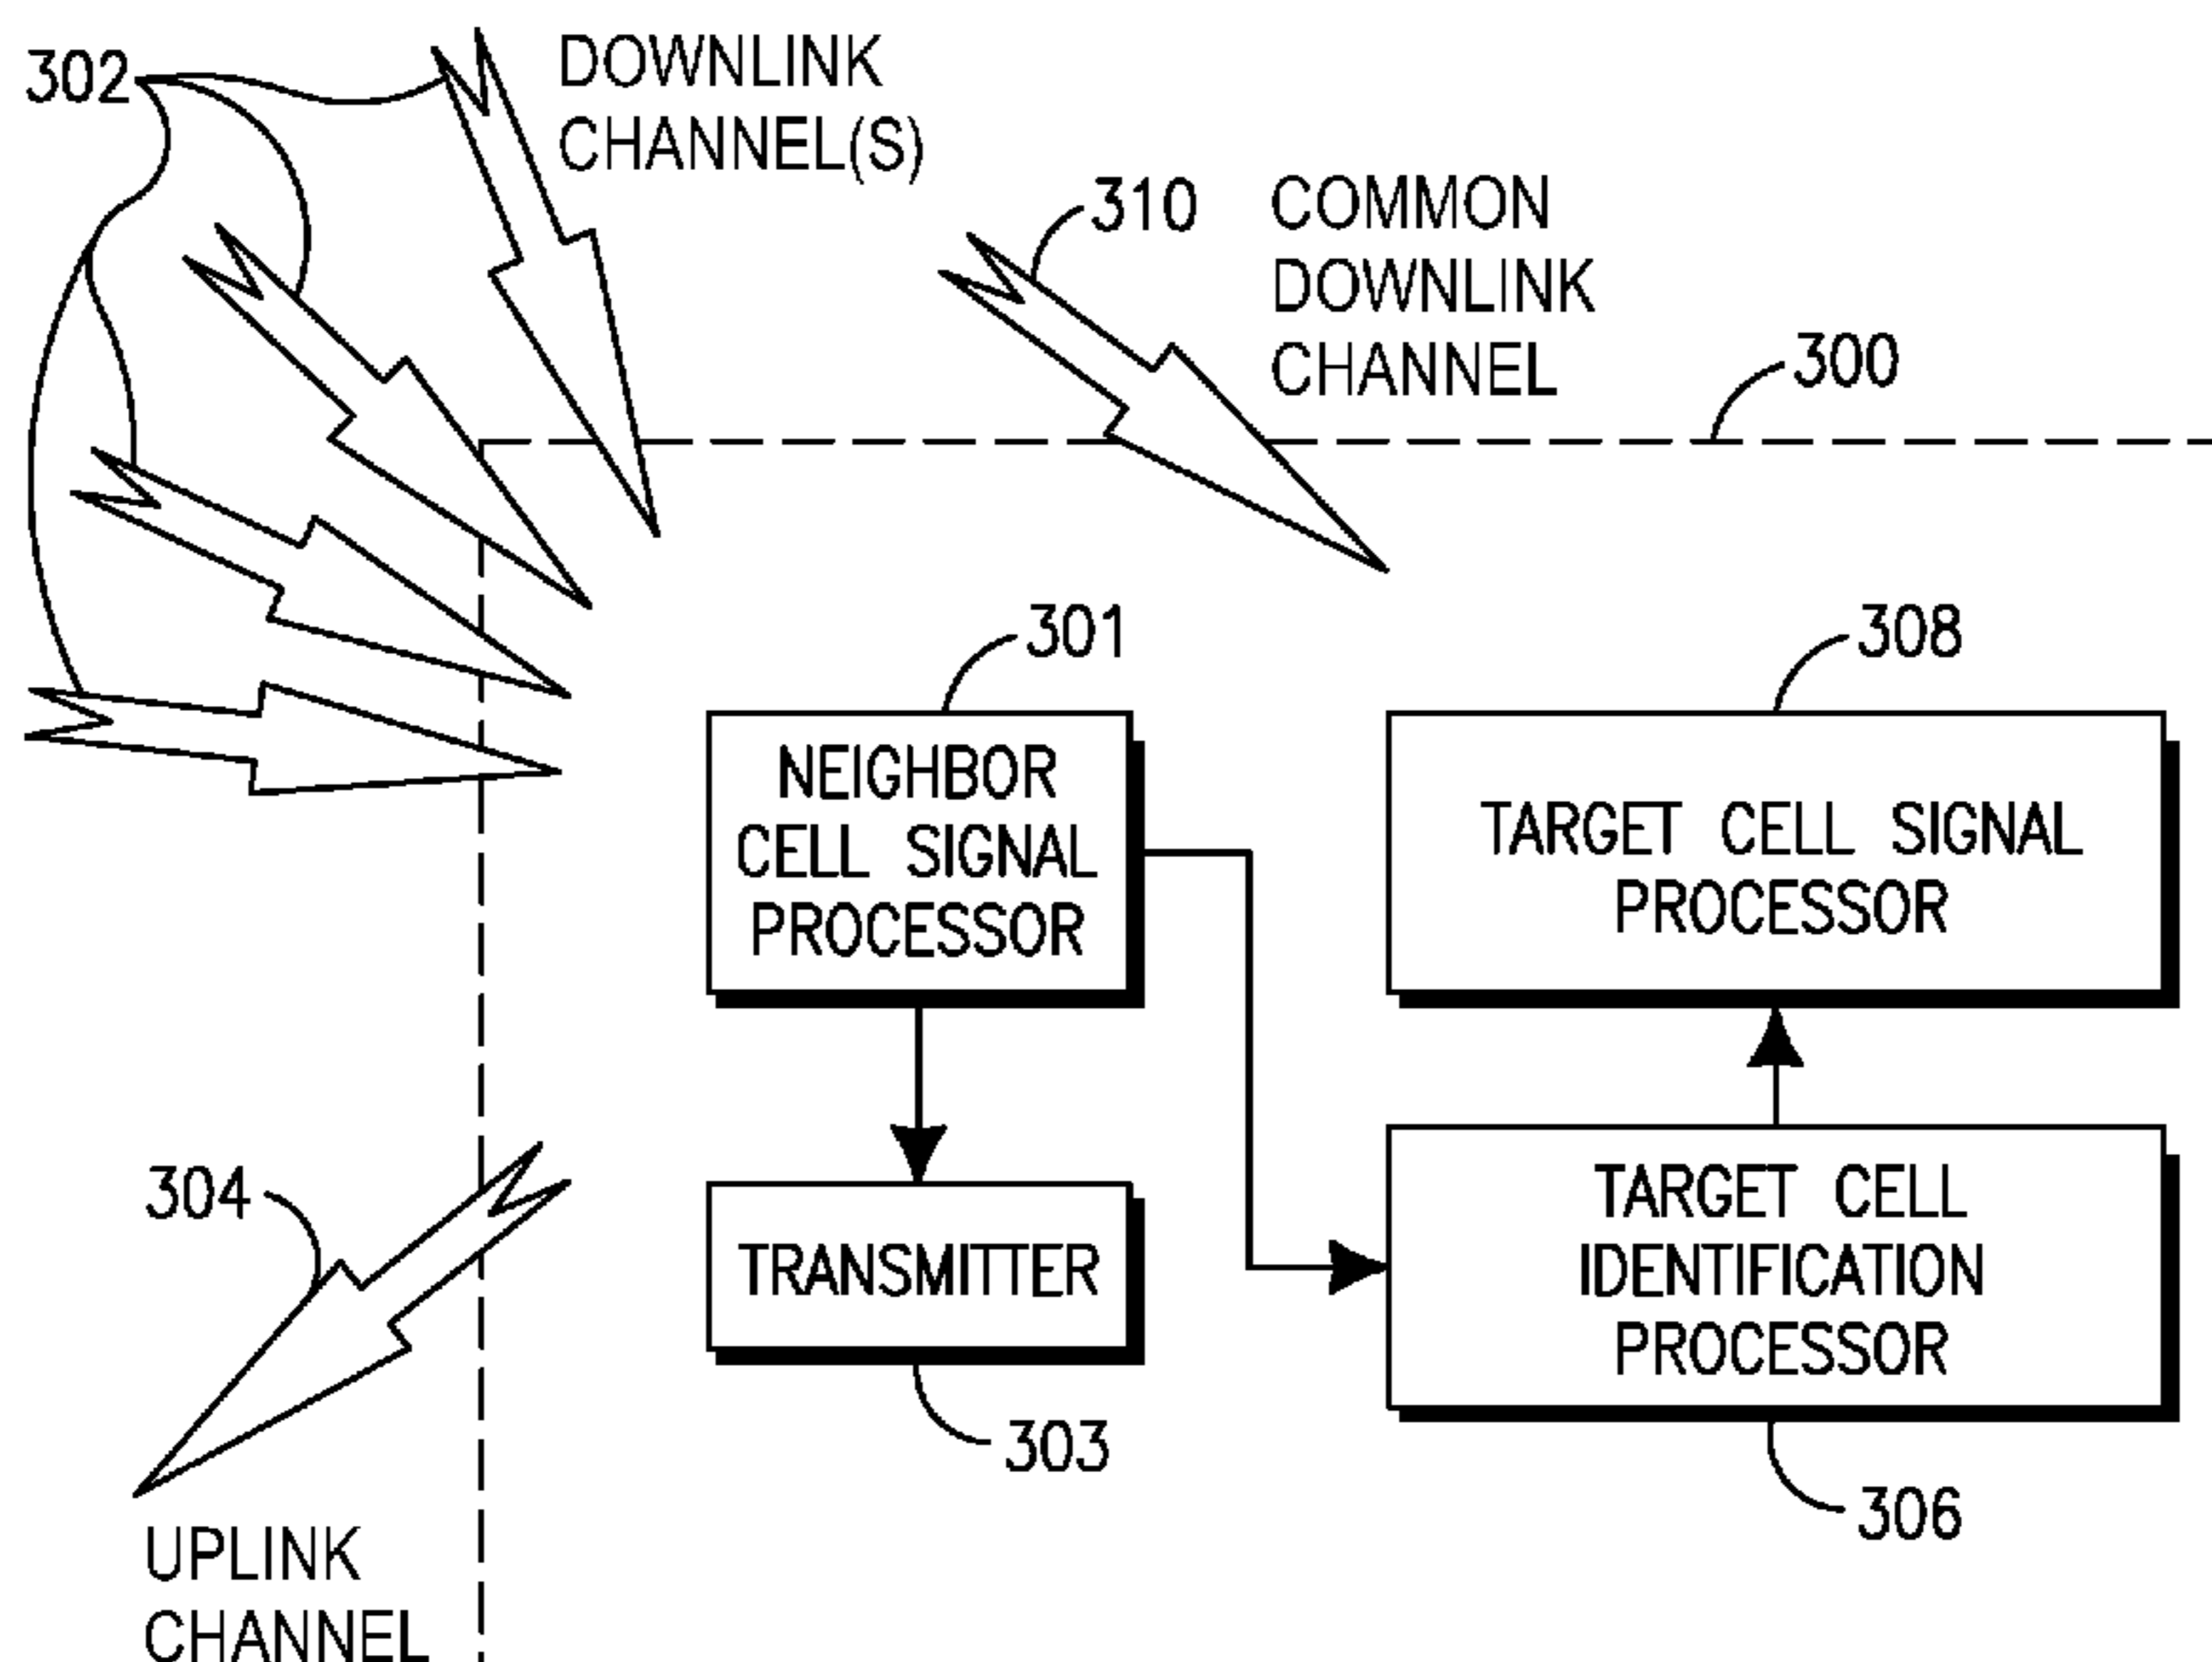 302
DOWNLINK
CHANNEL(S)
310
COMMON
DOWNLINK
CHANNEL
300
301
308
NEIGHBOR
CELL SIGNAL
PROCESSOR
TARGET CELL SIGNAL
PROCESSOR
304
TRANSMITTER
TARGET CELL
IDENTIFICATION
PROCESSOR
303
306
UPLINK
CHANNEL